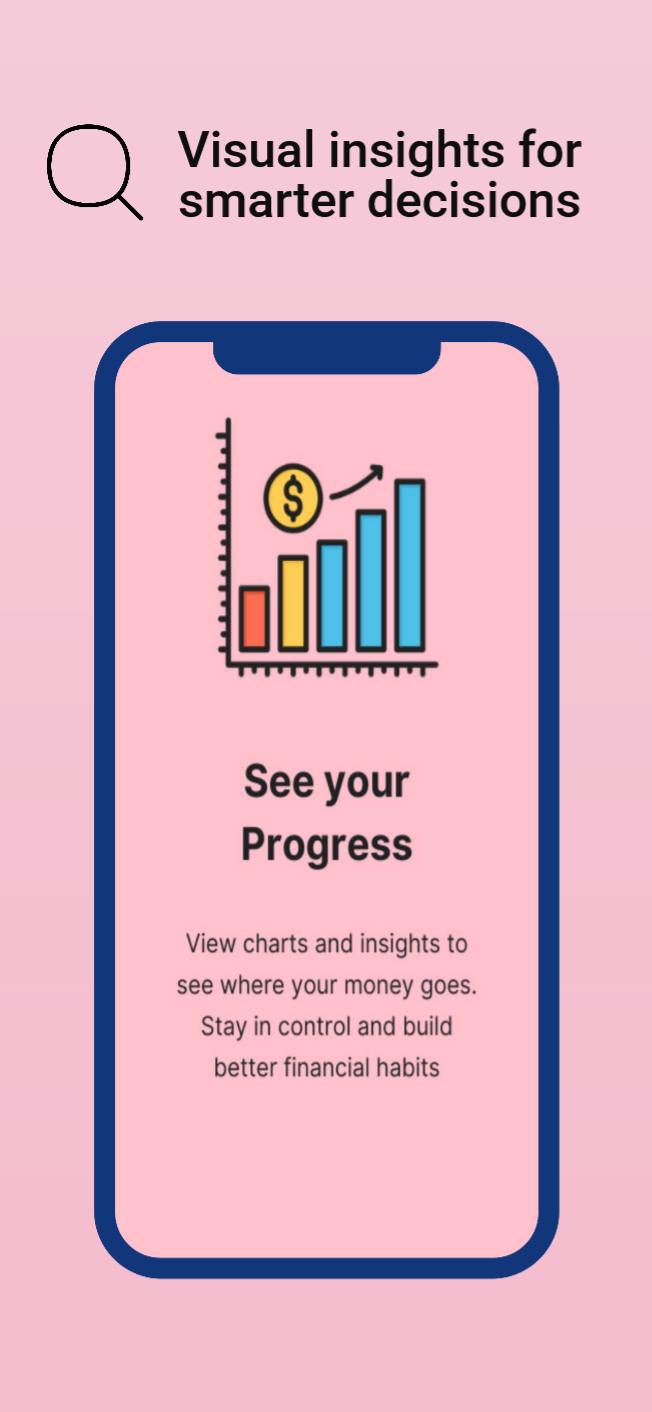 Visual insights for
smarter decisions
$
See your
Progress
View charts and insights to
see where your money goes.
Stay in control and build
better financial habits